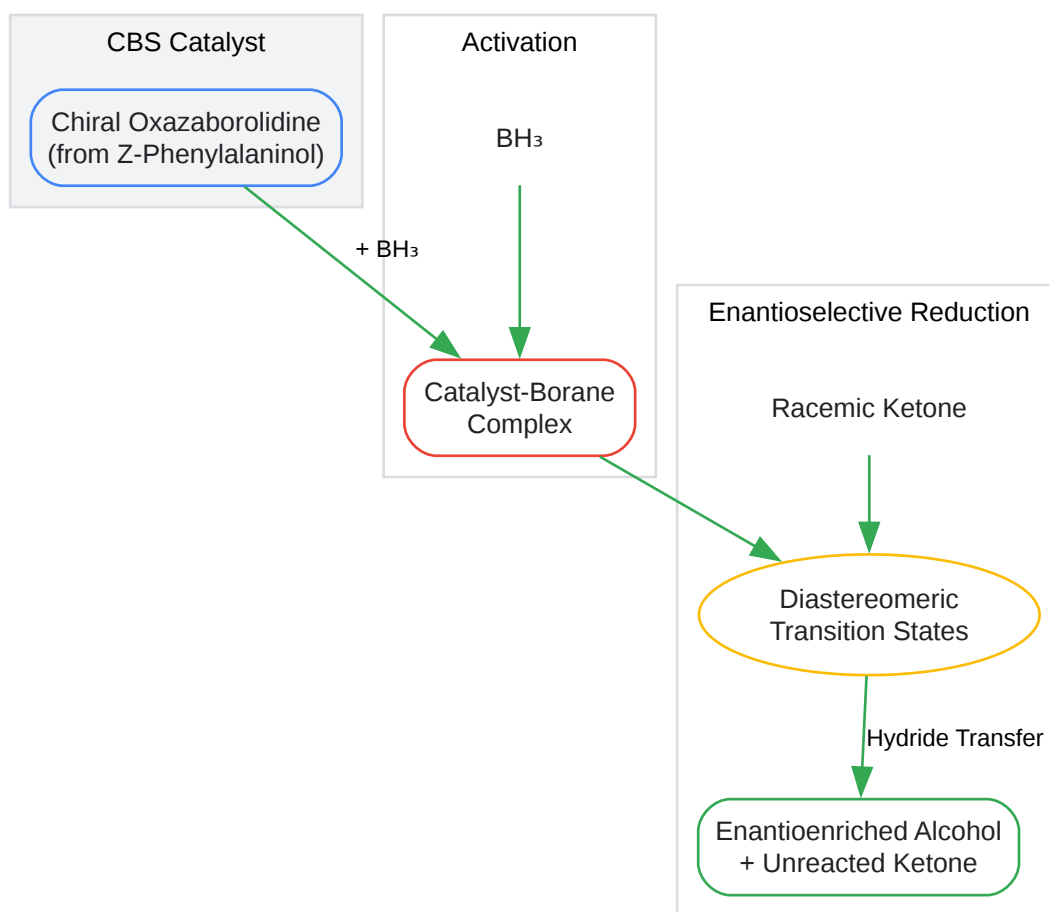 CBS Catalyst
Chiral Oxazaborolidine
(from Z-Phenylalaninol)
Activation
BH₃
+ BH₃
Catalyst-Borane
Complex
Enantioselective Reduction
Racemic Ketone
Diastereomeric
Transition States
Hydride Transfer
Enantioenriched Alcohol
+ Unreacted Ketone